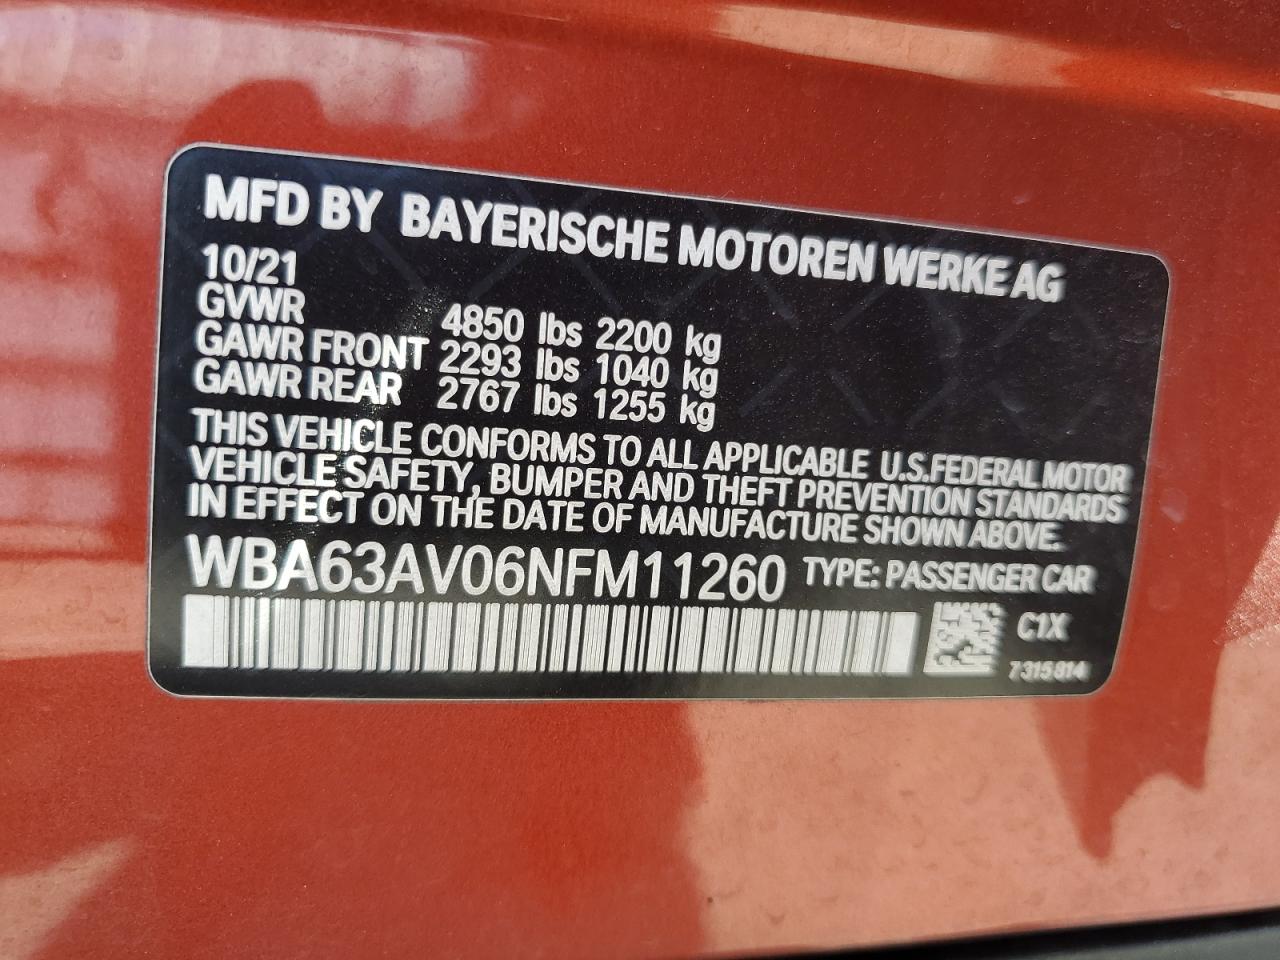 MFD BY BAYERISCHE MOTOREN WERKE AG
10/21
GVWR 4850 lbs 2200 kg
GAWR FRONT 2293 lbs 1040 kg
GAWR REAR 2767 lbs 1255 kg
THIS VEHICLE CONFORMS TO ALL APPLICABLE U.S.FEDERAL MOTOR
VEHICLE SAFETY, BUMPER AND THEFT PREVENTION STANDARDS
IN EFFECT ON THE DATE OF MANUFACTURE SHOWN ABOVE.
WBA63AV06NFM11260 TYPE: PASSENGER CAR
C1X
7315814